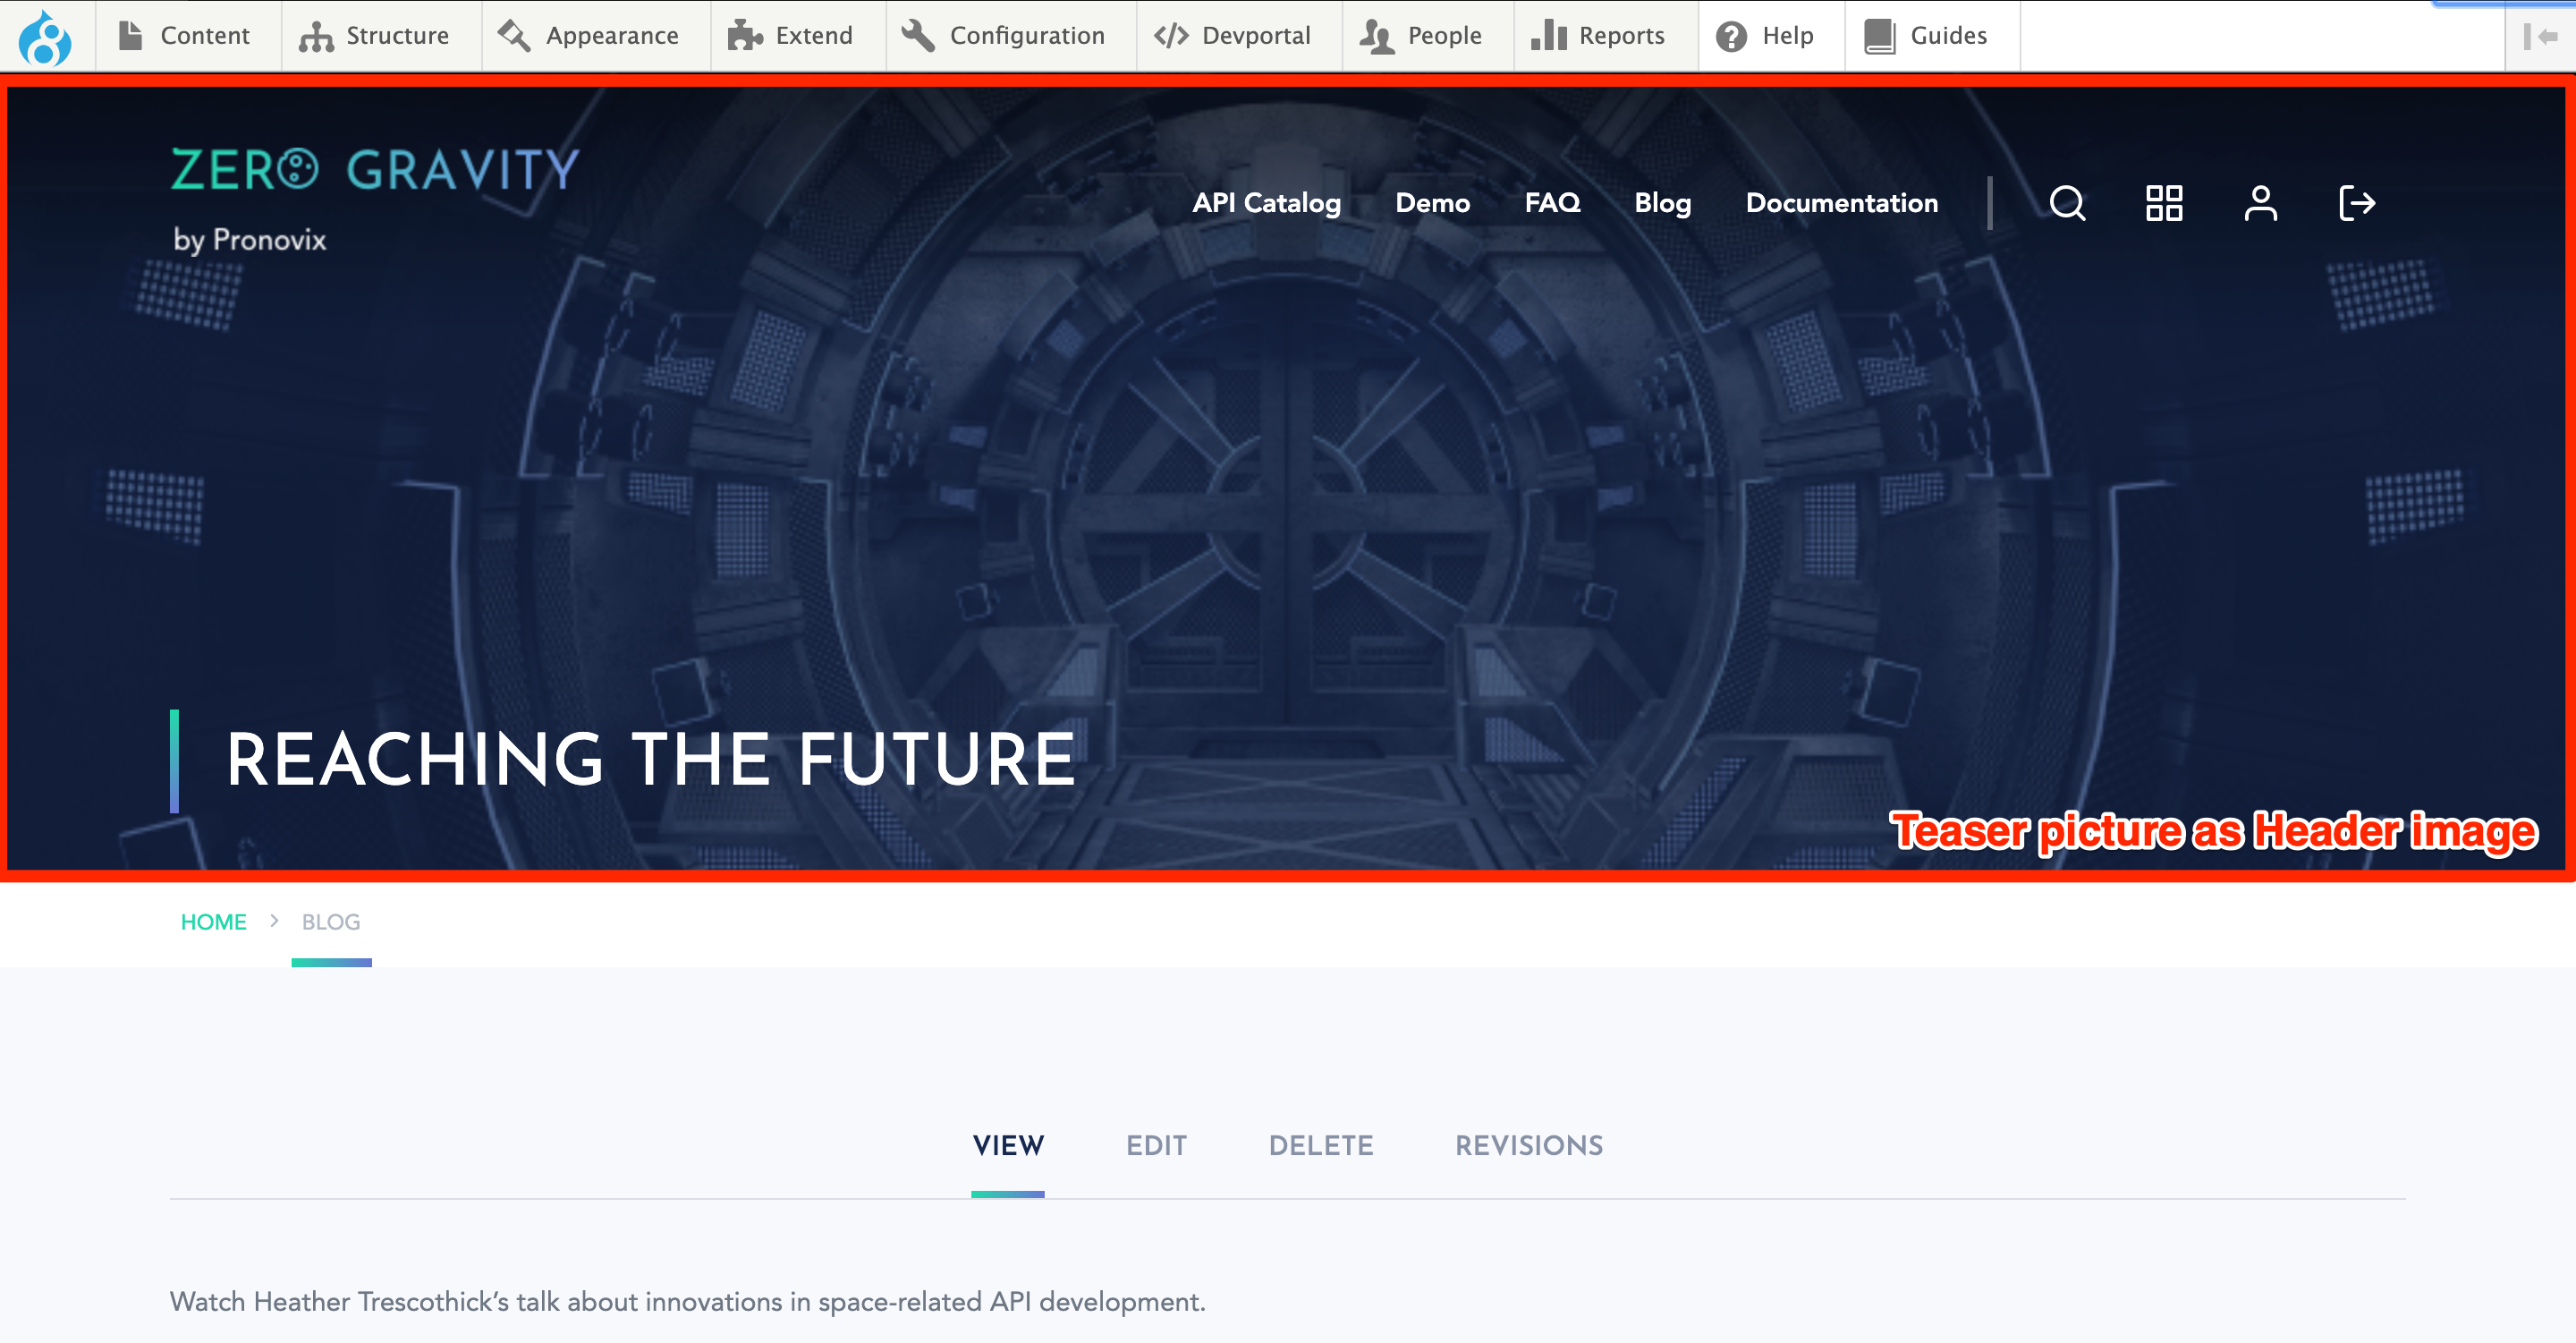 Content Structure Appearance Extend Configuration Devportal People Reports Help Guides
ZERO GRAVITY
by Pronovix
API Catalog Demo FAQ Blog Documentation
REACHING THE FUTURE
Teaser picture as Header image
HOME > BLOG
VIEW EDIT DELETE REVISIONS
Watch Heather Trescothick’s talk about innovations in space-related API development.